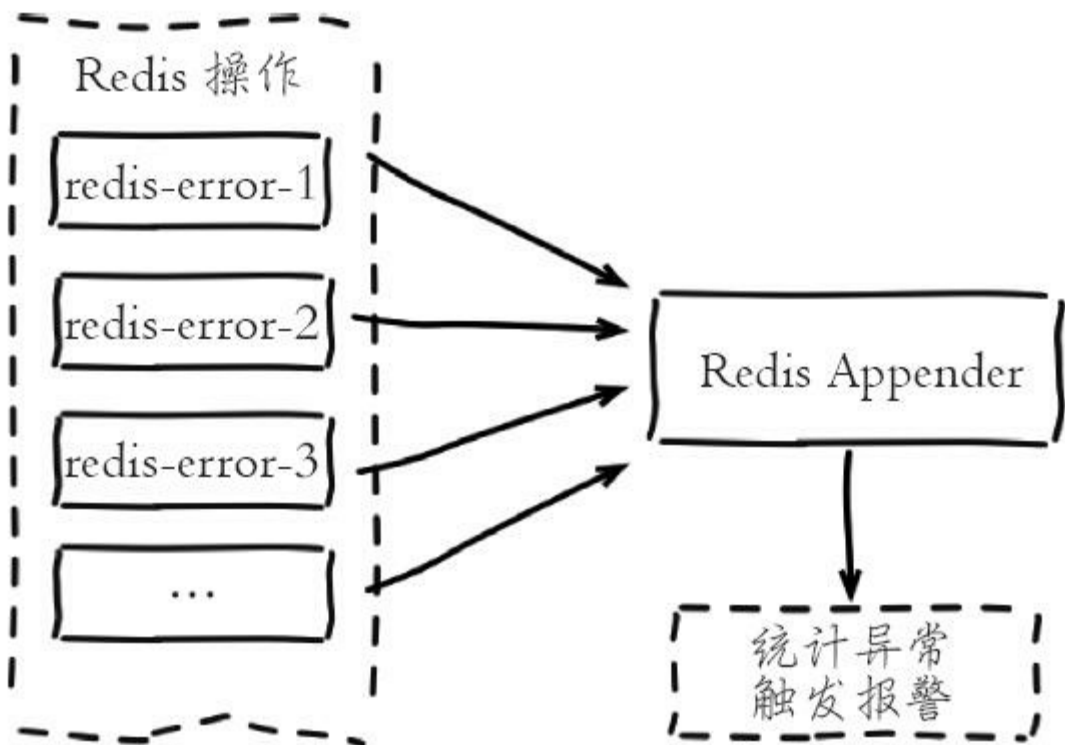 Redis 操作
redis-error-1
redis-error-2
redis-error-3
...
Redis Appender
统计异常
触发报警